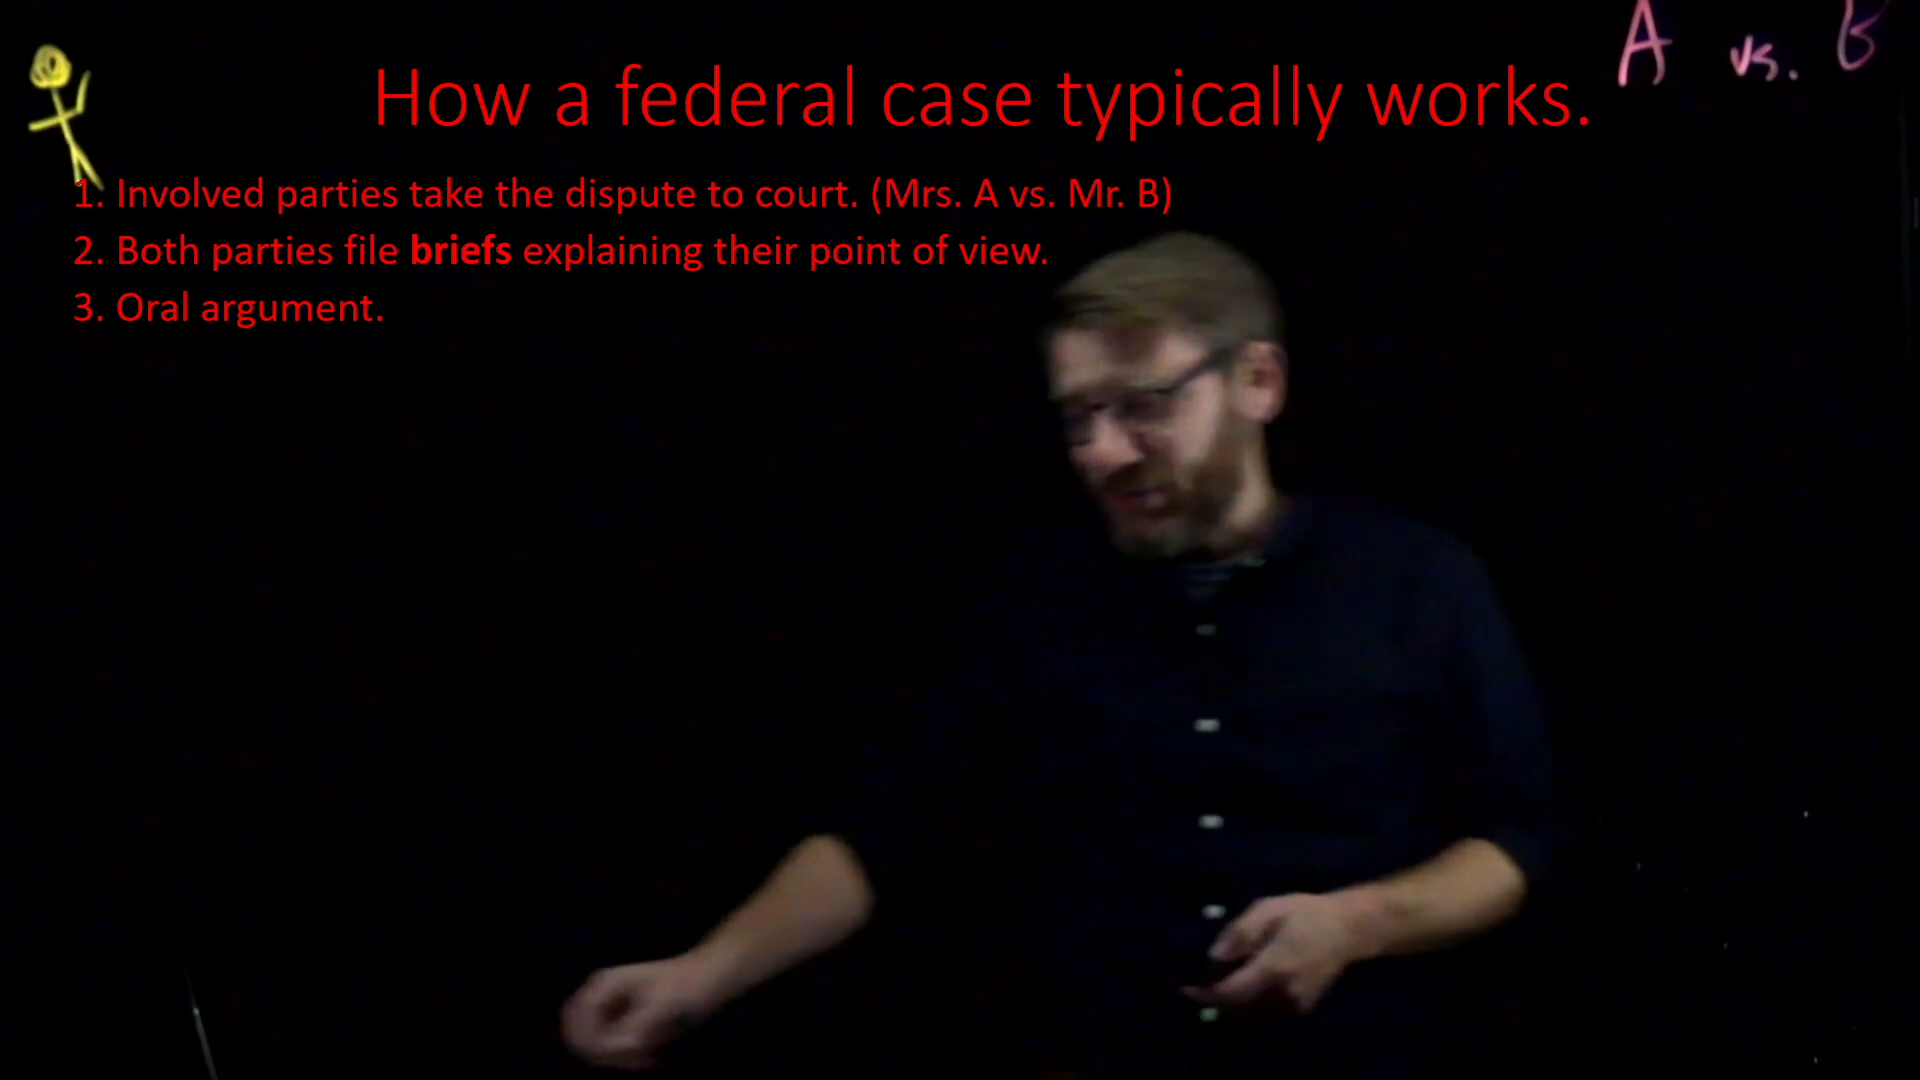 A vs. B
How a federal case typically works.
1. Involved parties take the dispute to court. (Mrs. A vs. Mr. B)
2. Both parties file briefs explaining their point of view.
3. Oral argument.